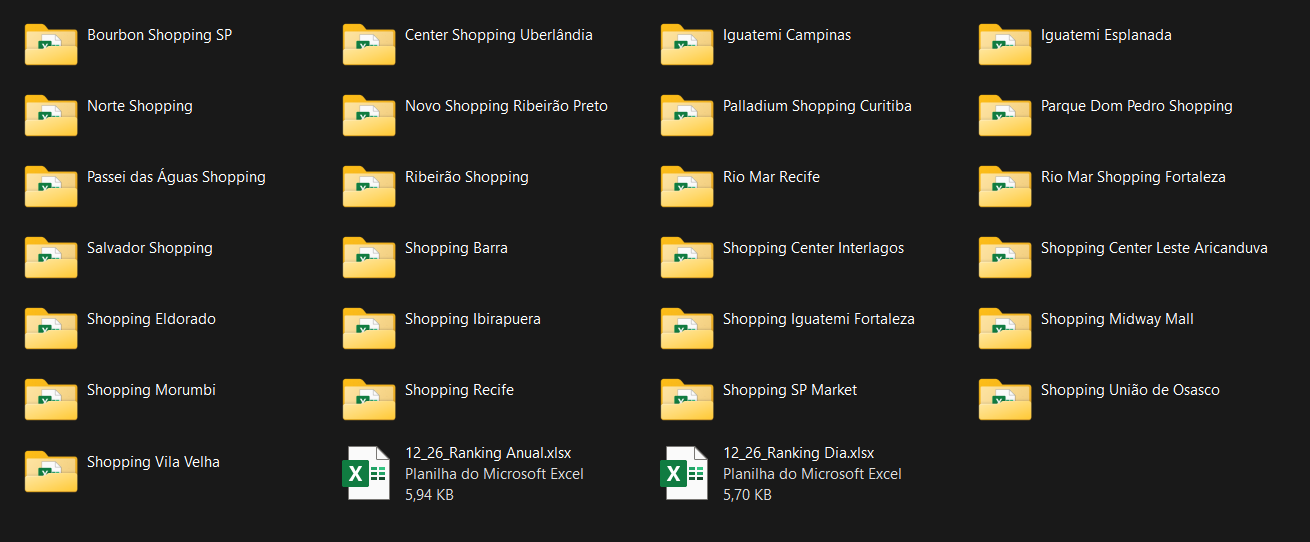 Bourbon Shopping SP
Center Shopping Uberlândia
Iguatemi Campinas
Iguatemi Esplanada
Norte Shopping
Novo Shopping Ribeirão Preto
Palladium Shopping Curitiba
Parque Dom Pedro Shopping
Passei das Águas Shopping
Ribeirão Shopping
Rio Mar Recife
Rio Mar Shopping Fortaleza
Salvador Shopping
Shopping Barra
Shopping Center Interlagos
Shopping Center Leste Aricanduva
Shopping Eldorado
Shopping Ibirapuera
Shopping Iguatemi Fortaleza
Shopping Midway Mall
Shopping Morumbi
Shopping Recife
Shopping SP Market
Shopping União de Osasco
Shopping Vila Velha
12_26_Ranking Anual.xlsx
Planilha do Microsoft Excel
5,94 KB
12_26_Ranking Dia.xlsx
Planilha do Microsoft Excel
5,70 KB